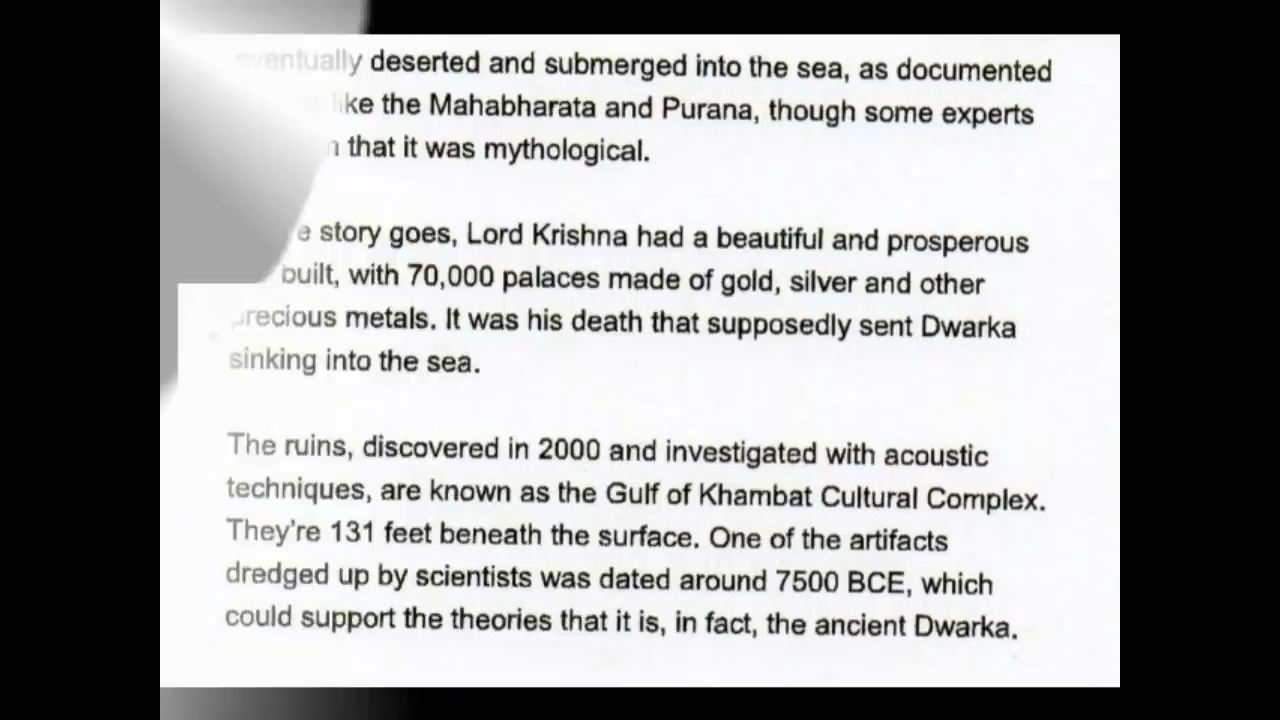 eventually deserted and submerged into the sea, as documented
like the Mahabharata and Purana, though some experts
that it was mythological.
story goes, Lord Krishna had a beautiful and prosperous
built, with 70,000 palaces made of gold, silver and other
precious metals. It was his death that supposedly sent Dwarka
sinking into the sea.
The ruins, discovered in 2000 and investigated with acoustic
techniques, are known as the Gulf of Khambat Cultural Complex.
They're 131 feet beneath the surface. One of the artifacts
dredged up by scientists was dated around 7500 BCE, which
could support the theories that it is, in fact, the ancient Dwarka.